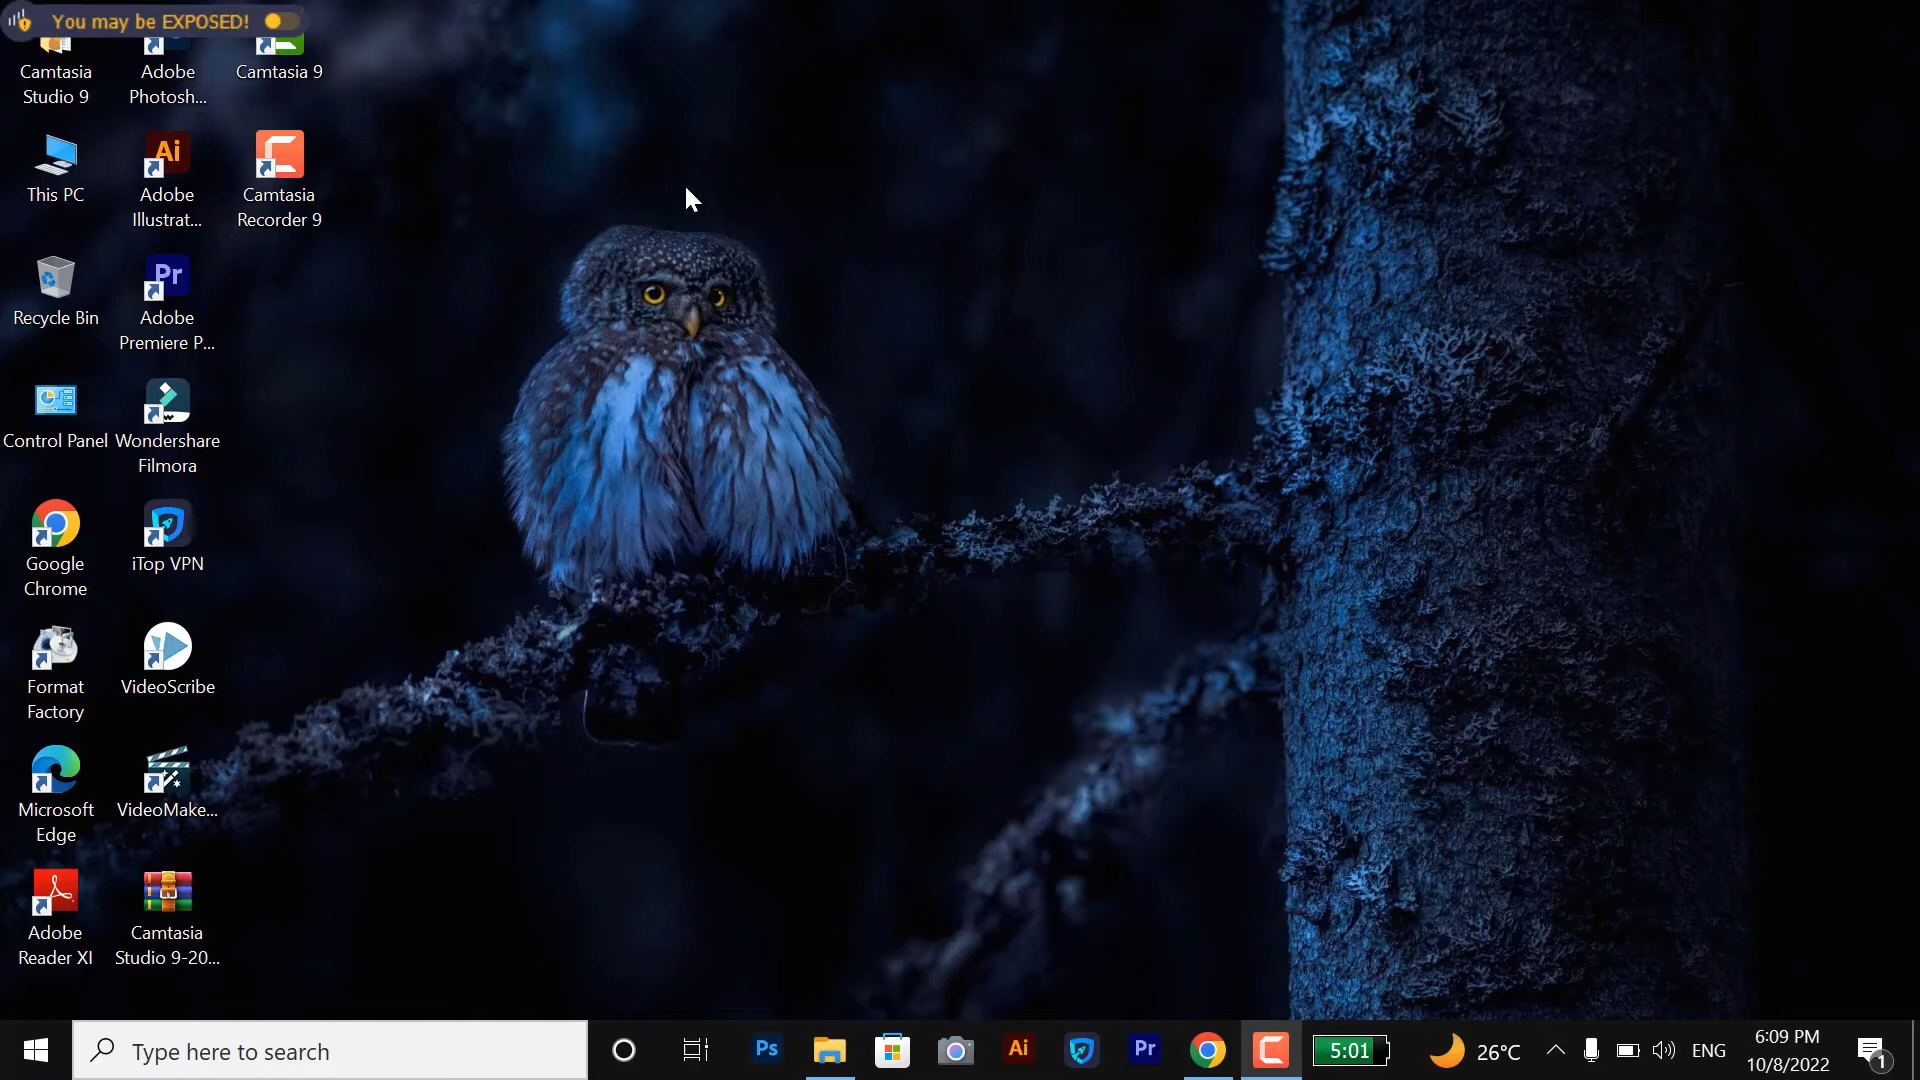 You may be EXPOSED!
Camtasia
Studio 9
Adobe
Photosh...
Camtasia 9
This PC
Ai
Adobe
Illustrat...
Camtasia
Recorder 9
Recycle Bin
Pr
Adobe
Premiere P...
Control Panel
Wondershare
Filmora
Google
Chrome
iTop VPN
Format
Factory
VideoScribe
Microsoft
Edge
VideoMake...
Adobe
Reader XI
Camtasia
Studio 9-20...
Type here to search
Ps
Ai
Pr
5:01
26°C
ENG
6:09 PM
10/8/2022
1